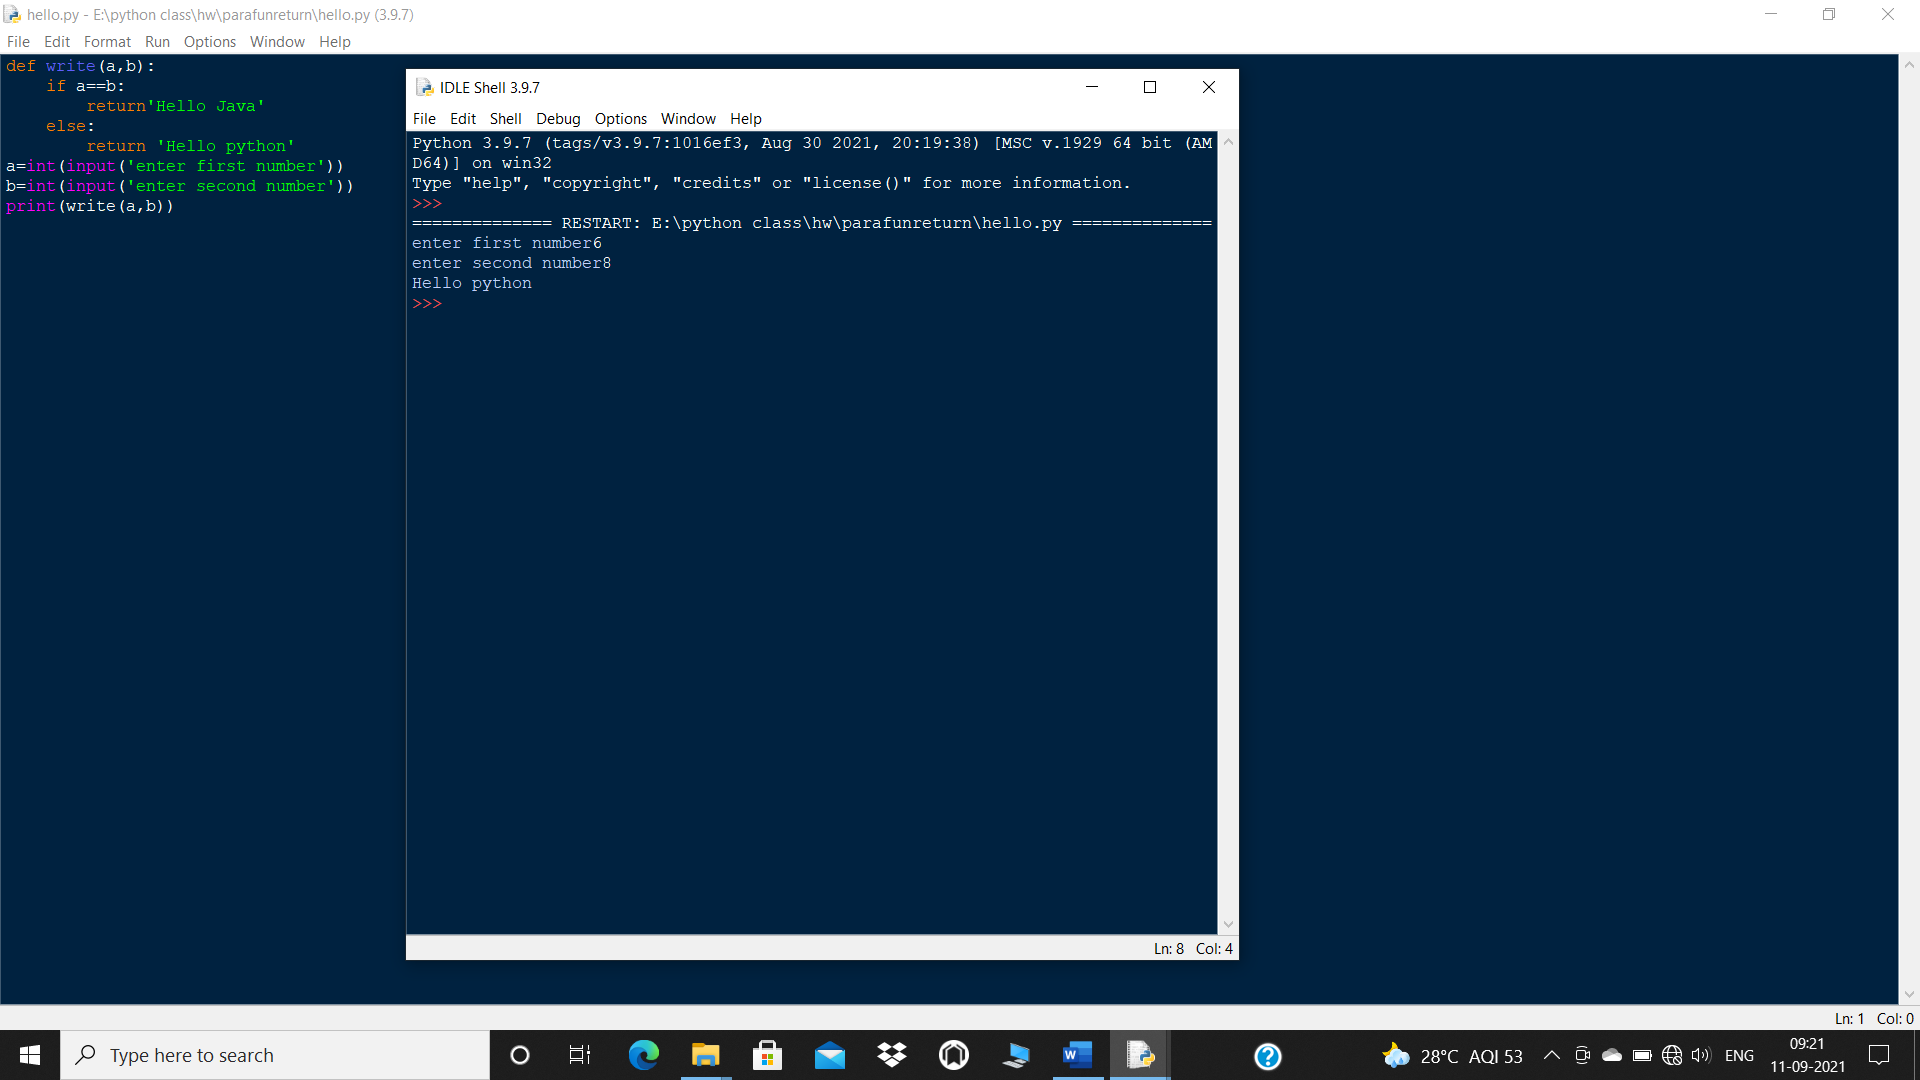 hello.py - E:\python class\hw\parafunreturn\hello.py (3.9.7)
File Edit Format Run Options Window Help
def write(a,b):
    if a==b:
        return'Hello Java'
    else:
        return 'Hello python'
a=int(input('enter first number'))
b=int(input('enter second number'))
print(write(a,b))
IDLE Shell 3.9.7
File Edit Shell Debug Options Window Help
Python 3.9.7 (tags/v3.9.7:1016ef3, Aug 30 2021, 20:19:38) [MSC v.1929 64 bit (AM
D64)] on win32
Type "help", "copyright", "credits" or "license()" for more information.
>>>
============== RESTART: E:\python class\hw\parafunreturn\hello.py ==============
enter first number6
enter second number8
Hello python
>>>
Ln: 8 Col: 4
Ln: 1 Col: 0
Type here to search
28°C AQI 53
ENG
09:21
11-09-2021